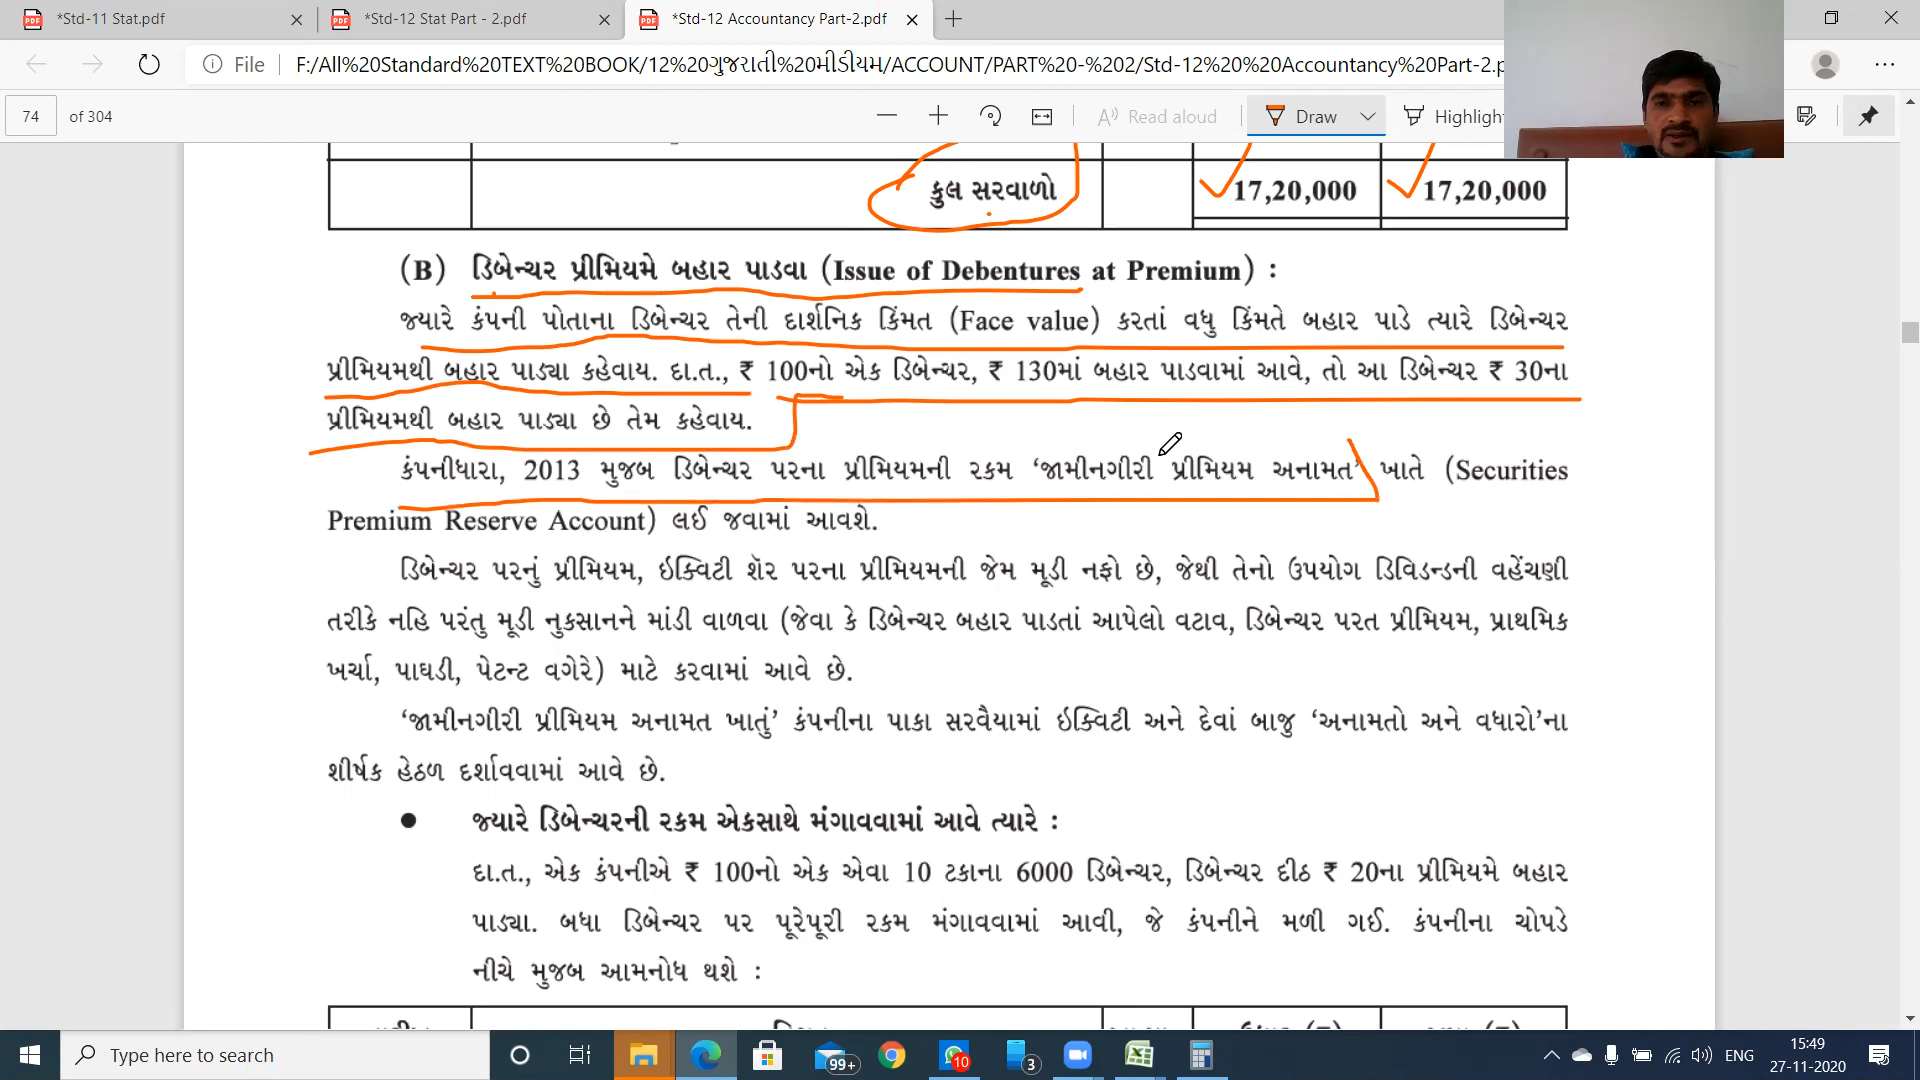 *Std-11 Stat.pdf
*Std-12 Stat Part - 2.pdf
*Std-12 Accountancy Part-2.pdf
File F:/All%20Standard%20TEXT%20BOOK/12%20ગુજરાતી%20મીડીયમ/ACCOUNT/PART%20-%202/Std-12%20%20Accountancy%20Part-2.p
74 of 304 Read aloud Draw Highligh
કુલ સરવાળો 17,20,000 17,20,000
(B) ડિબેન્ચર પ્રીમિયમે બહાર પાડવા (Issue of Debentures at Premium) :
જ્યારે કંપની પોતાના ડિબેન્ચર તેની દાર્શનિક કિંમત (Face value) કરતાં વધુ કિંમતે બહાર પાડે ત્યારે ડિબેન્ચર
પ્રીમિયમથી બહાર પાડ્યા કહેવાય. દા.ત., ₹ 100નો એક ડિબેન્ચર, ₹ 130માં બહાર પાડવામાં આવે, તો આ ડિબેન્ચર ₹ 30ના
પ્રીમિયમથી બહાર પાડ્યા છે તેમ કહેવાય.
કંપનીધારા, 2013 મુજબ ડિબેન્ચર પરના પ્રીમિયમની રકમ ‘જામીનગીરી પ્રીમિયમ અનામત’ ખાતે (Securities
Premium Reserve Account) લઈ જવામાં આવશે.
ડિબેન્ચર પરનું પ્રીમિયમ, ઇક્વિટી શૅર પરના પ્રીમિયમની જેમ મૂડી નફો છે, જેથી તેનો ઉપયોગ ડિવિડન્ડની વહેંચણી
તરીકે નહિ પરંતુ મૂડી નુકસાનને માંડી વાળવા (જેવા કે ડિબેન્ચર બહાર પાડતાં આપેલો વટાવ, ડિબેન્ચર પરત પ્રીમિયમ, પ્રાથમિક
ખર્ચા, પાઘડી, પેટન્ટ વગેરે) માટે કરવામાં આવે છે.
‘જામીનગીરી પ્રીમિયમ અનામત ખાતું’ કંપનીના પાકા સરવૈયામાં ઇક્વિટી અને દેવાં બાજુ ‘અનામતો અને વધારો’ના
શીર્ષક હેઠળ દર્શાવવામાં આવે છે.
● જ્યારે ડિબેન્ચરની રકમ એકસાથે મંગાવવામાં આવે ત્યારે :
દા.ત., એક કંપનીએ ₹ 100નો એક એવા 10 ટકાના 6000 ડિબેન્ચર, ડિબેન્ચર દીઠ ₹ 20ના પ્રીમિયમે બહાર
પાડ્યા. બધા ડિબેન્ચર પર પૂરેપૂરી રકમ મંગાવવામાં આવી, જે કંપનીને મળી ગઈ. કંપનીના ચોપડે
નીચે મુજબ આમનોધ થશે :
Type here to search
99+
10
3
ENG
15:49
27-11-2020